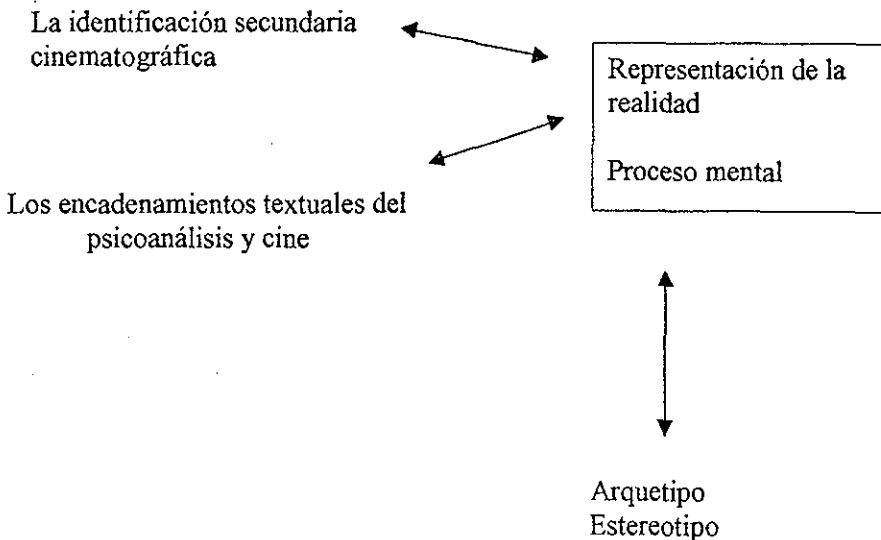 La identificación secundaria
cinematográfica
Representación de la
realidad
Proceso mental
Los encadenamientos textuales del
psicoanálisis y cine
Arquetipo
Estereotipo